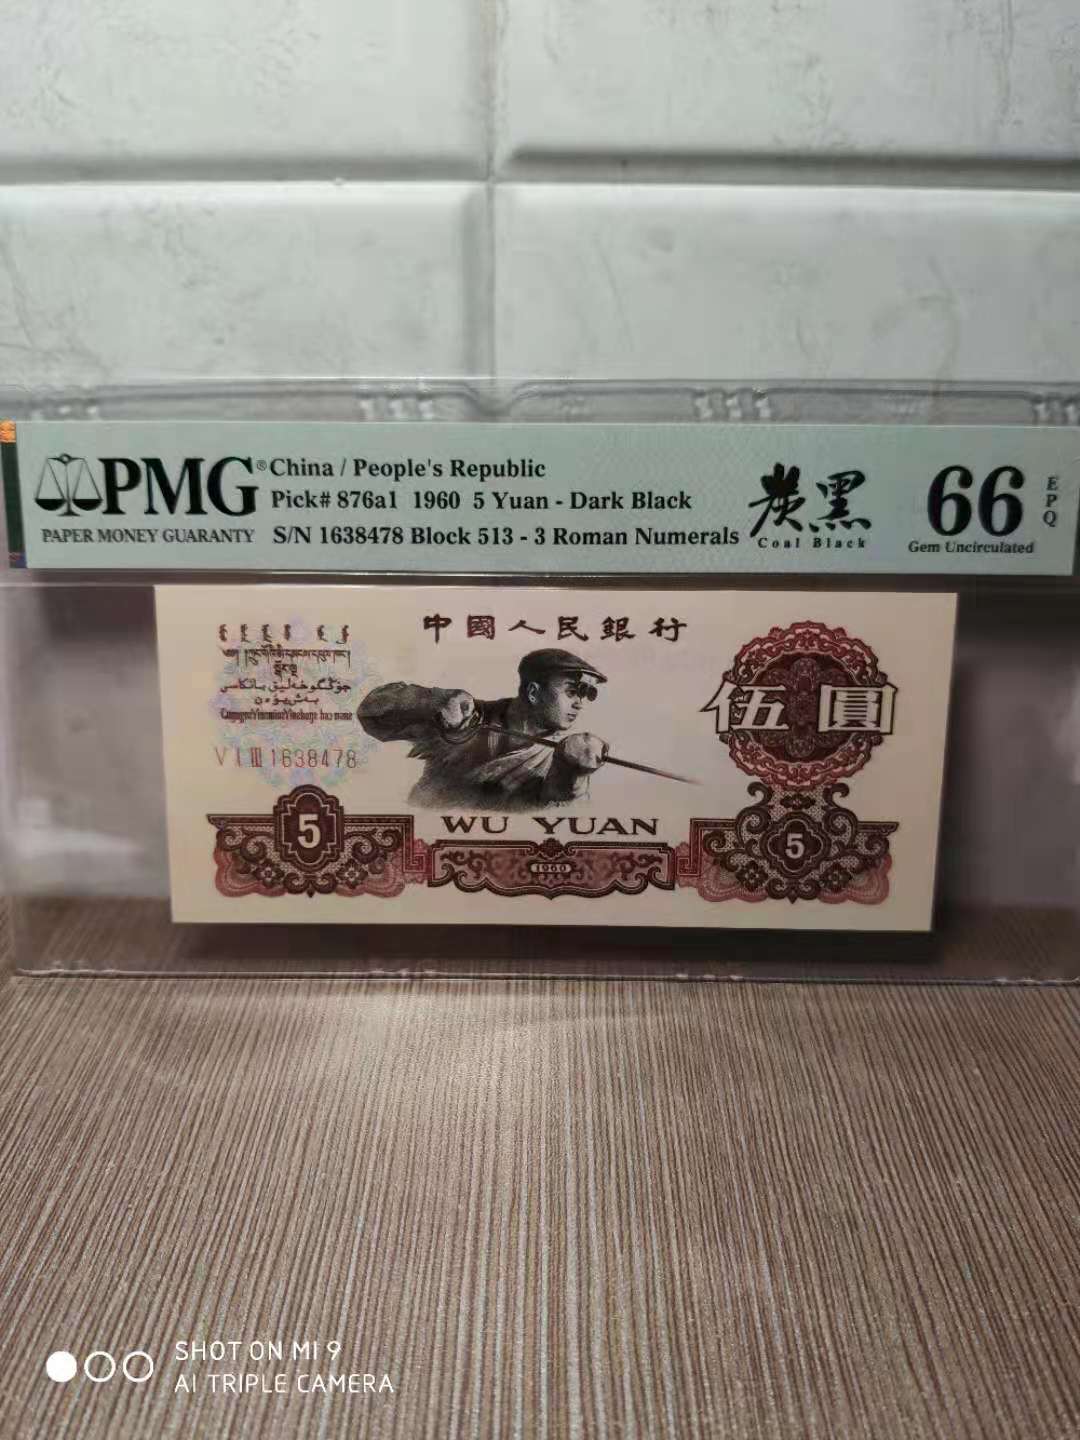 PMG®
PAPER MONEY GUARANTY
China / People's Republic
Pick# 876a1 1960 5 Yuan - Dark Black
S/N 1638478 Block 513 - 3 Roman Numerals
炭黑
Coal Black
66
EPQ
Gem Uncirculated
中國人民銀行
伍圓
V I III 1638478
5
WU YUAN
1960
5
SHOT ON MI 9
AI TRIPLE CAMERA